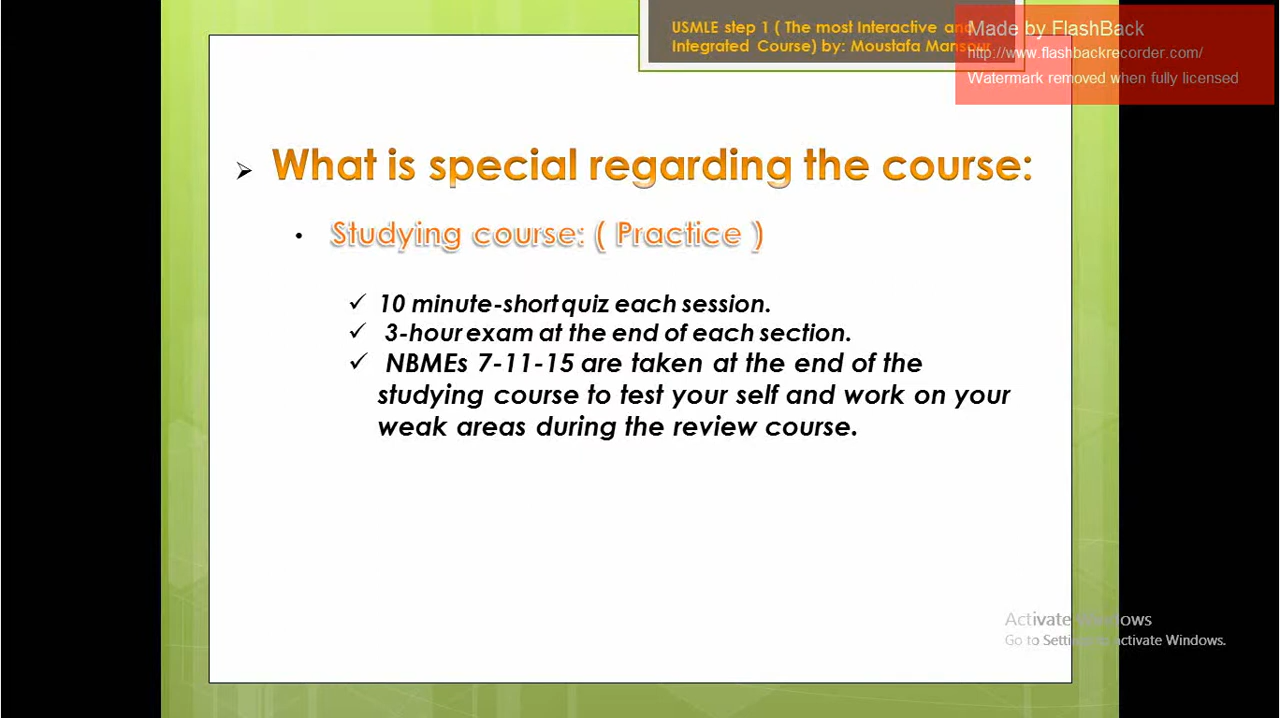 USMLE step 1 ( The most Interactive and
Integrated Course) by: Moustafa Mansour
Made by FlashBack
http://www.flashbackrecorder.com/
Watermark removed when fully licensed
What is special regarding the course:
Studying course: ( Practice )
10 minute-short quiz each session.
3-hour exam at the end of each section.
NBMEs 7-11-15 are taken at the end of the
studying course to test your self and work on your
weak areas during the review course.
Activate Windows
Go to Settings to activate Windows.